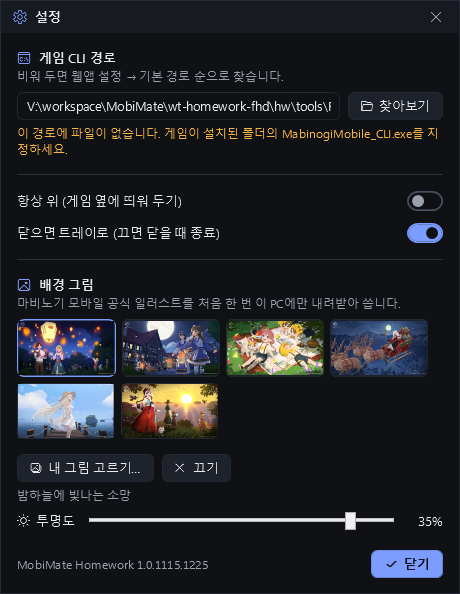 설정
게임 CLI 경로
비워 두면 웹앱 설정 → 기본 경로 순으로 찾습니다.
V:\workspace\MobiMate\wt-homework-fhd\hw\tools\F
찾아보기
이 경로에 파일이 없습니다. 게임이 설치된 폴더의 MabinogiMobile_CLI.exe를 지
정하세요.
항상 위 (게임 옆에 띄워 두기)
닫으면 트레이로 (끄면 닫을 때 종료)
배경 그림
마비노기 모바일 공식 일러스트를 처음 한 번 이 PC에만 내려받아 씁니다.
내 그림 고르기...
끄기
밤하늘에 빛나는 소망
투명도
35%
MobiMate Homework 1.0.1115.1225
닫기